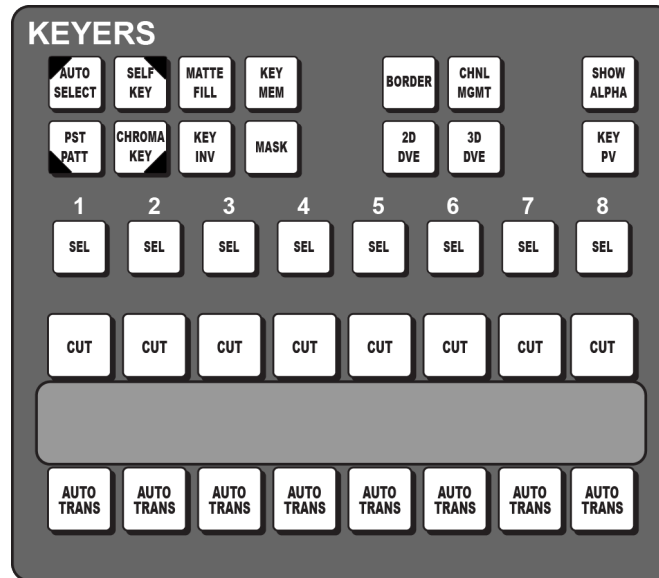 KEYERS
AUTO SELECT SELF KEY MATTE FILL KEY MEM BORDER CHNL MGMT SHOW ALPHA
PST PATT CHROMA KEY KEY INV MASK 2D DVE 3D DVE KEY PV
1 2 3 4 5 6 7 8
SEL SEL SEL SEL SEL SEL SEL SEL
CUT CUT CUT CUT CUT CUT CUT CUT
AUTO TRANS AUTO TRANS AUTO TRANS AUTO TRANS AUTO TRANS AUTO TRANS AUTO TRANS AUTO TRANS